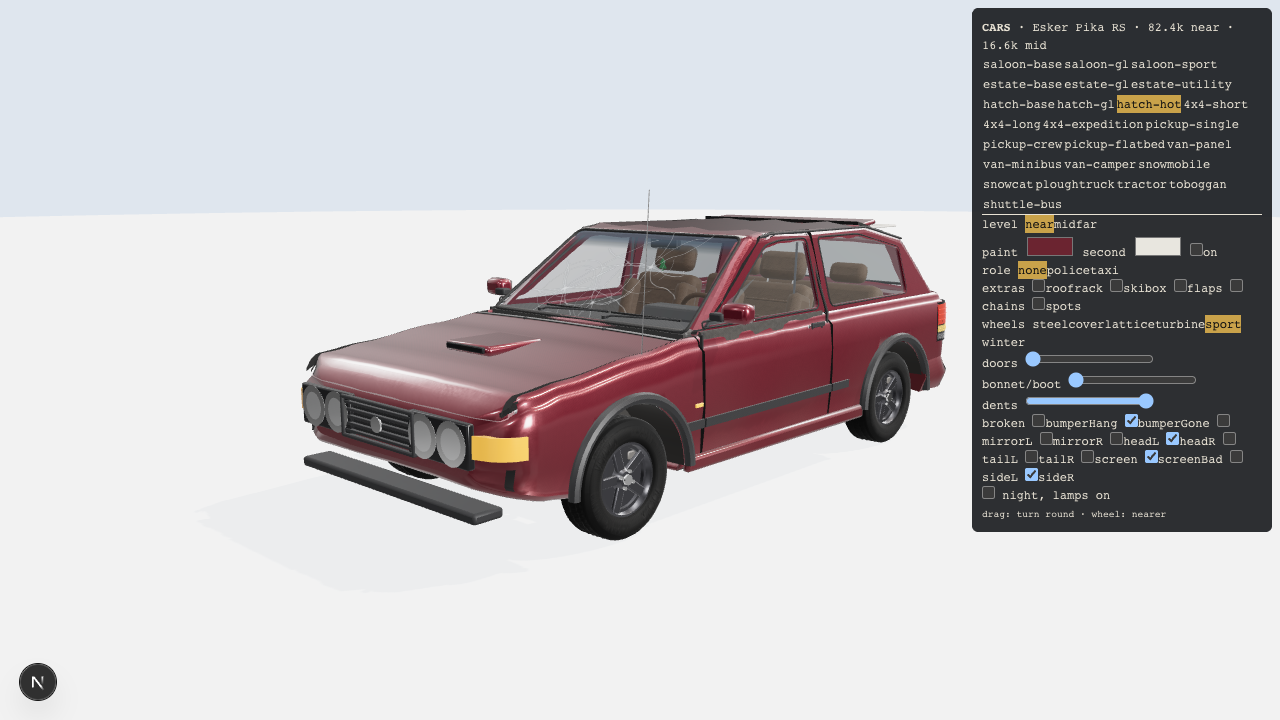 CARS · Esker Pika RS · 82.4k near ·
16.6k mid
saloon-base saloon-gl saloon-sport
estate-base estate-gl estate-utility
hatch-base hatch-gl hatch-hot 4x4-short
4x4-long 4x4-expedition pickup-single
pickup-crew pickup-flatbed van-panel
van-minibus van-camper snowmobile
snowcat ploughtruck tractor toboggan
shuttle-bus
level near mid far
paint second on
role none police taxi
extras roofrack skibox flaps
chains spots
wheels steel cover lattice turbine sport
winter
doors
bonnet/boot
dents
broken bumperHang bumperGone
mirrorL mirrorR headL headR
tailL tailR screen screenBad
sideL sideR
night, lamps on
drag: turn round · wheel: nearer
N